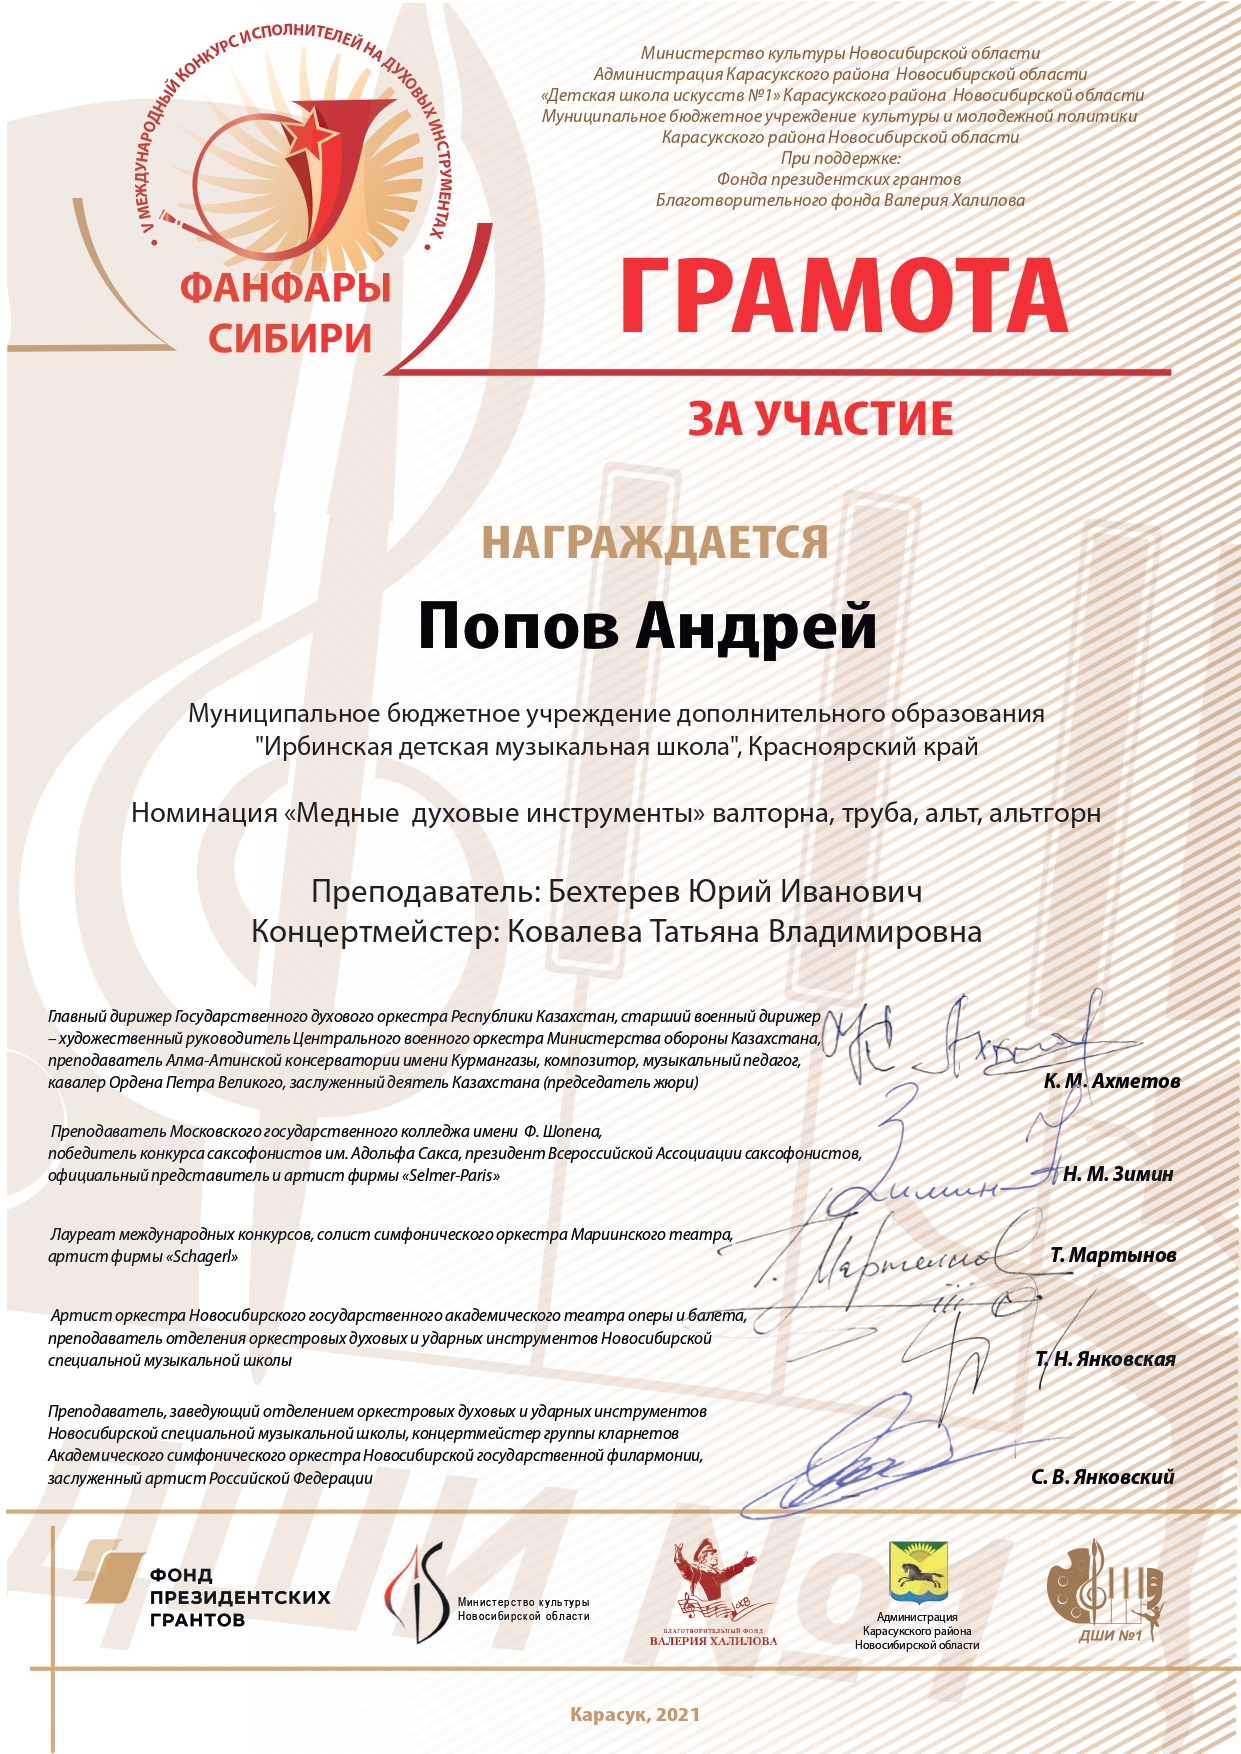 • V МЕЖДУНАРОДНЫЙ КОНКУРС ИСПОЛНИТЕЛЕЙ НА ДУХОВЫХ ИНСТРУМЕНТАХ •
ФАНФАРЫ
СИБИРИ
Министерство культуры Новосибирской области
Администрация Карасукского района Новосибирской области
«Детская школа искусств №1» Карасукского района Новосибирской области
Муниципальное бюджетное учреждение культуры и молодежной политики
Карасукского района Новосибирской области
При поддержке:
Фонда президентских грантов
Благотворительного фонда Валерия Халилова
ГРАМОТА
ЗА УЧАСТИЕ
НАГРАЖДАЕТСЯ
Попов Андрей
Муниципальное бюджетное учреждение дополнительного образования
"Ирбинская детская музыкальная школа", Красноярский край
Номинация «Медные духовые инструменты» валторна, труба, альт, альтгорн
Преподаватель: Бехтерев Юрий Иванович
Концертмейстер: Ковалева Татьяна Владимировна
Главный дирижер Государственного духового оркестра Республики Казахстан, старший военный дирижер
– художественный руководитель Центрального военного оркестра Министерства обороны Казахстана,
преподаватель Алма-Атинской консерватории имени Курмангазы, композитор, музыкальный педагог,
кавалер Ордена Петра Великого, заслуженный деятель Казахстана (председатель жюри)
К. М. Ахметов
Преподаватель Московского государственного колледжа имени Ф. Шопена,
победитель конкурса саксофонистов им. Адольфа Сакса, президент Всероссийской Ассоциации саксофонистов,
официальный представитель и артист фирмы «Selmer-Paris»
Н. М. Зимин
Лауреат международных конкурсов, солист симфонического оркестра Мариинского театра,
артист фирмы «Schagerl»
Т. Мартынов
Артист оркестра Новосибирского государственного академического театра оперы и балета,
преподаватель отделения оркестровых духовых и ударных инструментов Новосибирской
специальной музыкальной школы
Т. Н. Янковская
Преподаватель, заведующий отделением оркестровых духовых и ударных инструментов
Новосибирской специальной музыкальной школы, концертмейстер группы кларнетов
Академического симфонического оркестра Новосибирской государственной филармонии,
заслуженный артист Российской Федерации
С. В. Янковский
ДШИ №1
ФОНД
ПРЕЗИДЕНТСКИХ
ГРАНТОВ
Министерство культуры
Новосибирской области
БЛАГОТВОРИТЕЛЬНЫЙ ФОНД
ВАЛЕРИЯ ХАЛИЛОВА
Администрация
Карасукского района
Новосибирской области
ДШИ №1
Карасук, 2021